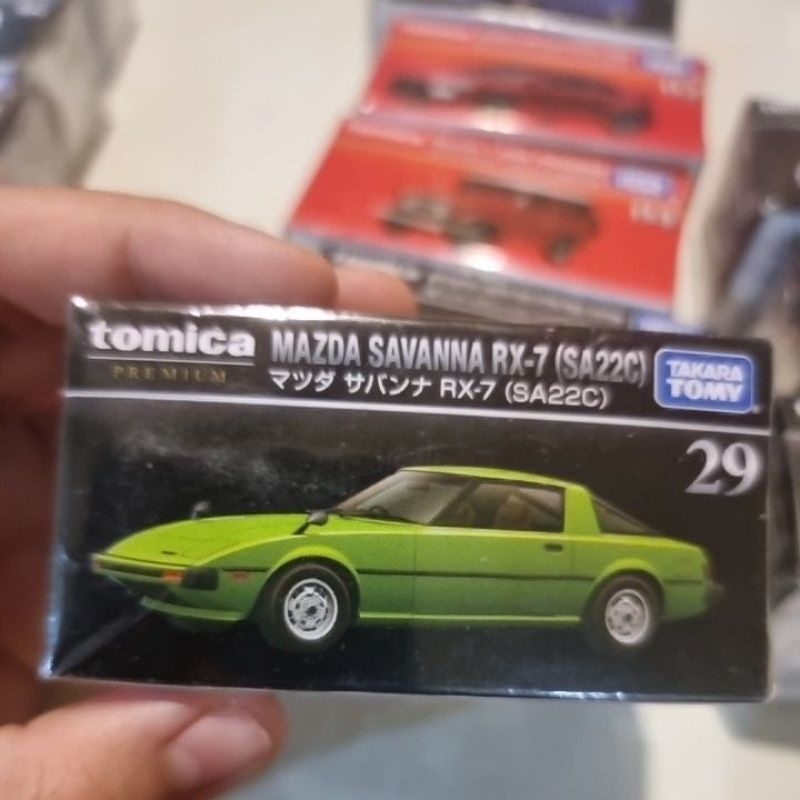 tomica
PREMIUM
MAZDA SAVANNA RX-7 (SA22C)
マツダ サバンナ RX-7 (SA22C)
TAKARA
TOMY
29